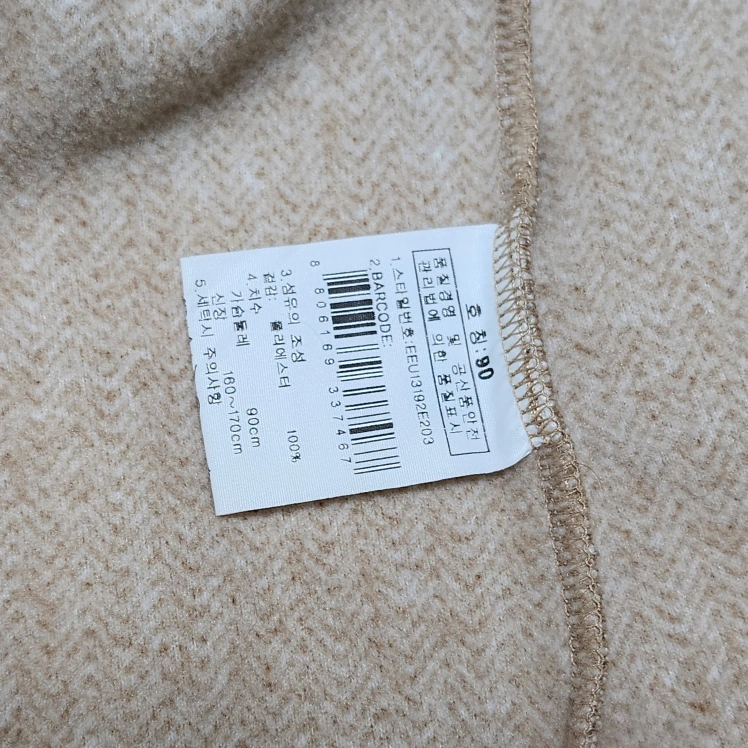 호칭:90
품질경영 및 공산품안전
관리법에 의한 품질표시
1.스타일번호:EEU13192E203
2.BARCODE:
8 806169 337467
3.섬유의 조성
겉감: 폴리에스터 100%
4.치수
가슴둘레 90cm
신장 160~170cm
5.세탁시 주의사항